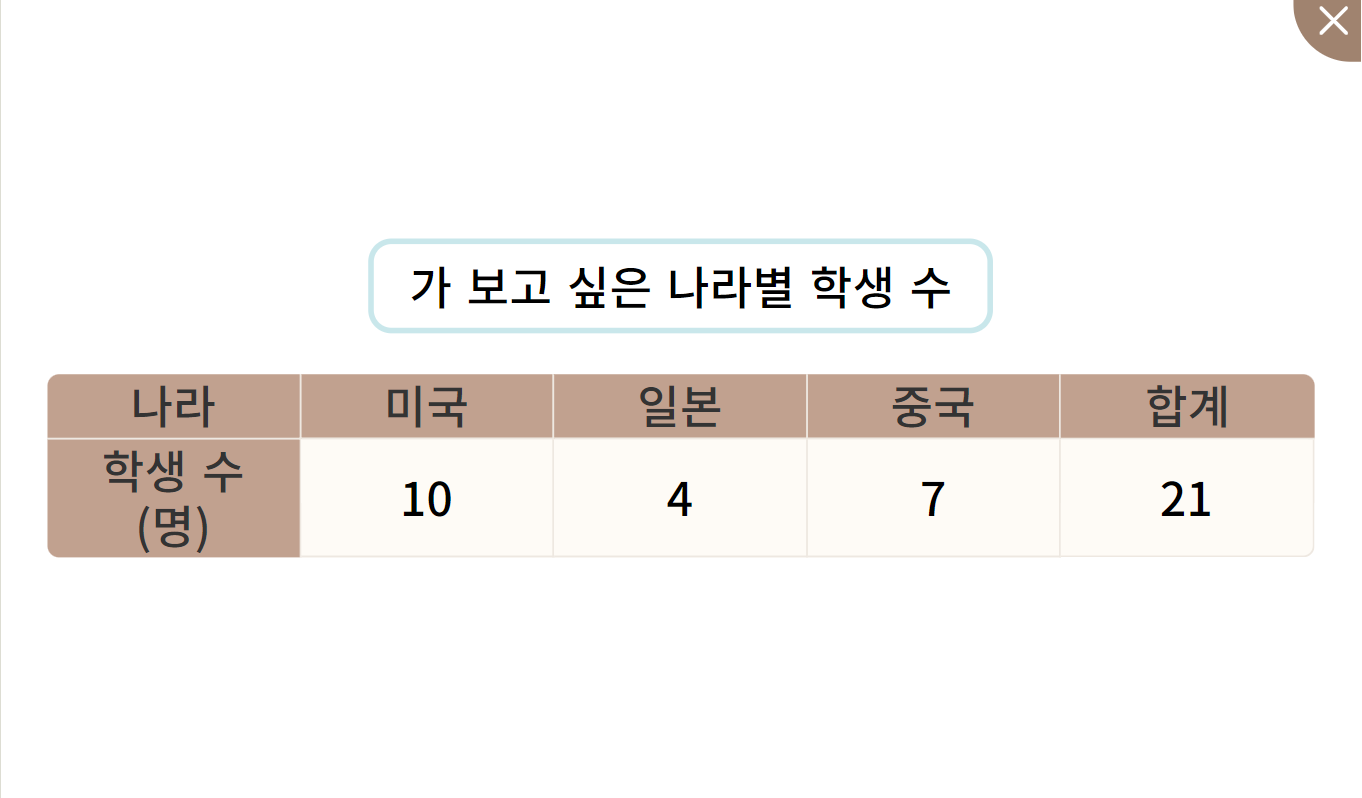 가 보고 싶은 나라별 학생 수
나라 미국 일본 중국 합계
학생 수
(명) 10 4 7 21